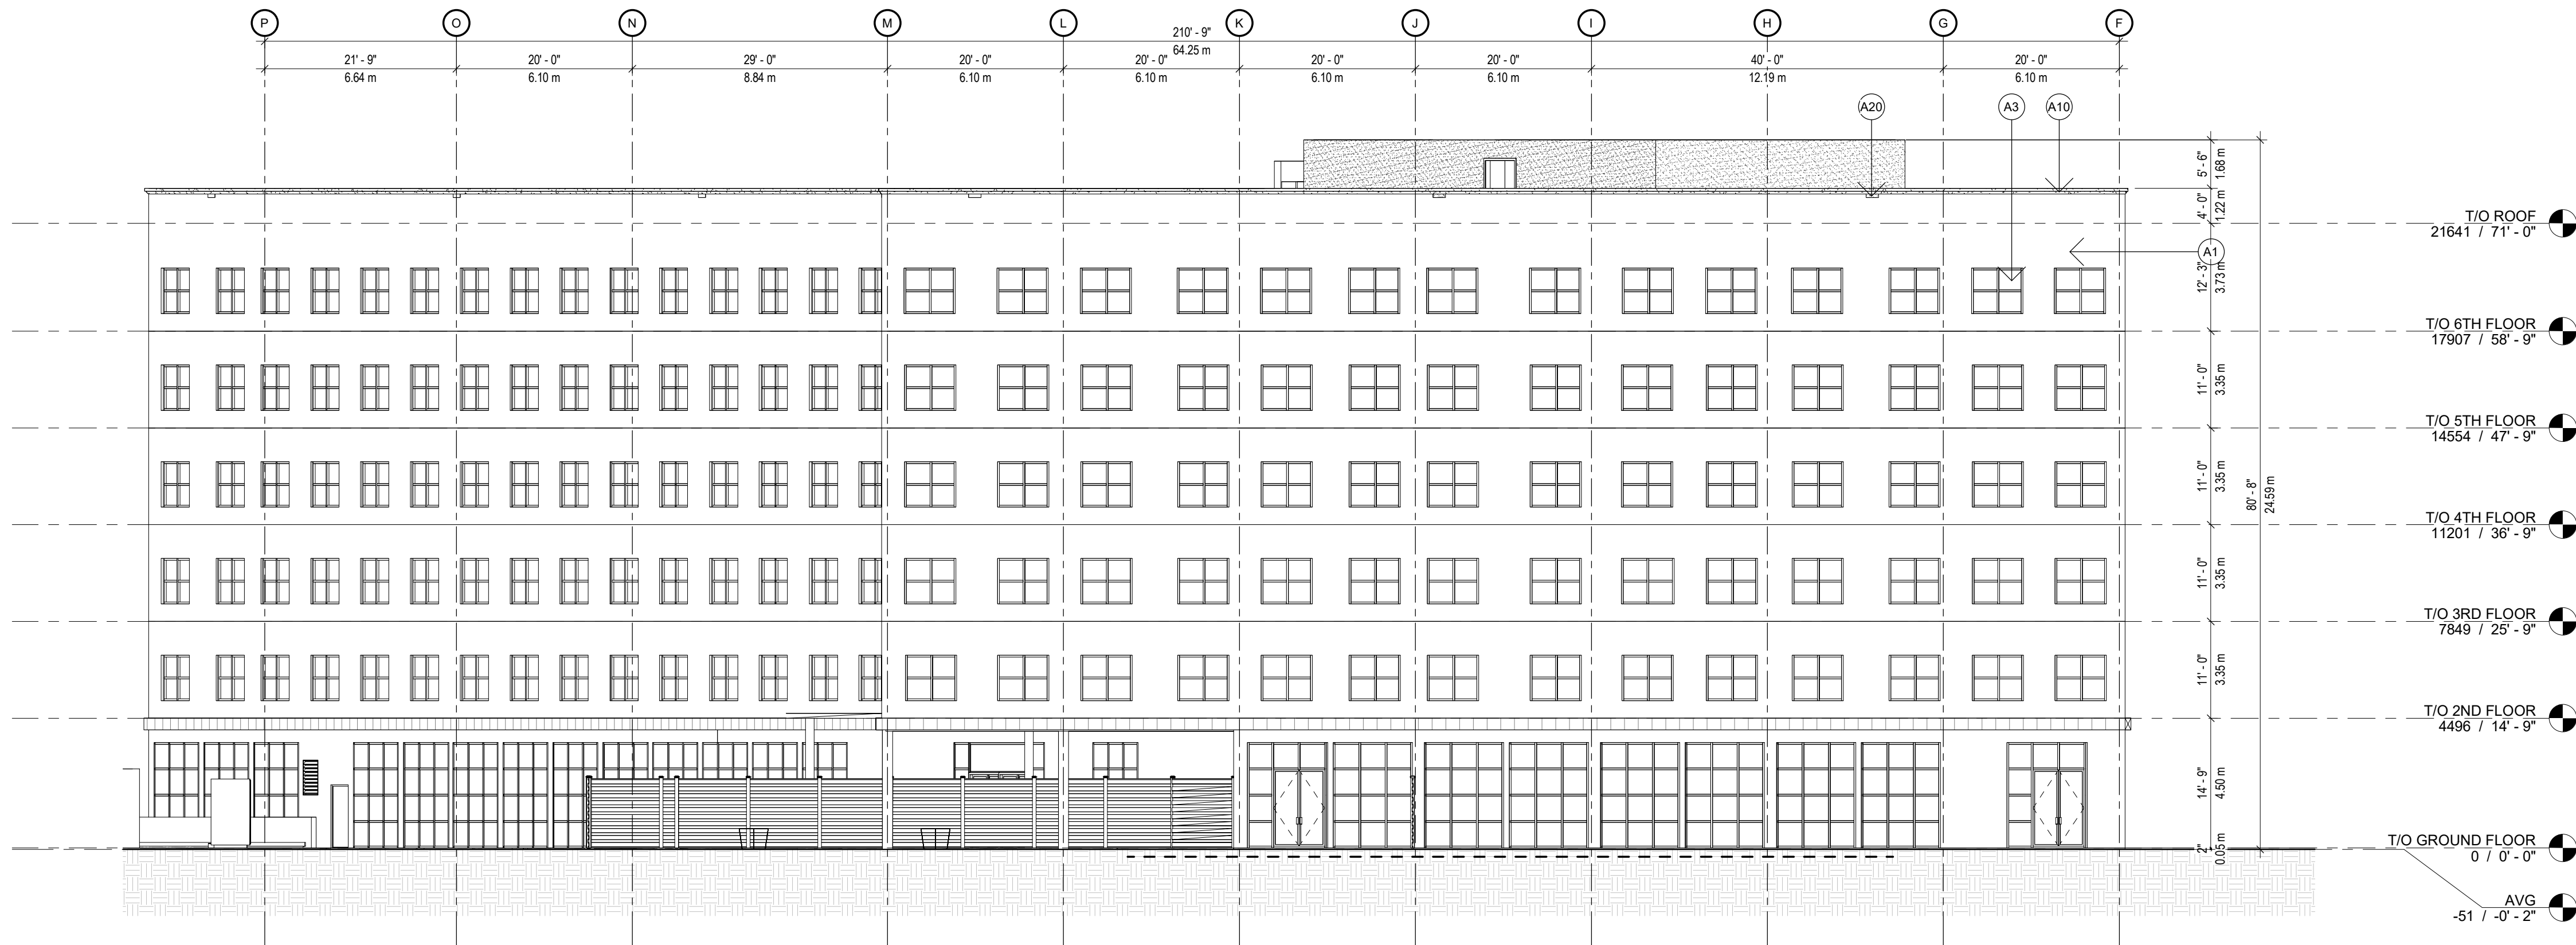 P O N M L K J I H G F
210' - 9"
64.25 m
21' - 9" 20' - 0" 29' - 0" 20' - 0" 20' - 0" 20' - 0" 20' - 0" 40' - 0" 20' - 0"
6.64 m 6.10 m 8.84 m 6.10 m 6.10 m 6.10 m 6.10 m 12.19 m 6.10 m
A20 A3 A10
5' - 6"
1.68 m
4' - 0"
1.22 m
T/O ROOF
21641 / 71' - 0"
A1
12' - 3"
3.73 m
T/O 6TH FLOOR
17907 / 58' - 9"
11' - 0"
3.35 m
T/O 5TH FLOOR
14554 / 47' - 9"
11' - 0"
3.35 m
80' - 8"
24.59 m
T/O 4TH FLOOR
11201 / 36' - 9"
11' - 0"
3.35 m
T/O 3RD FLOOR
7849 / 25' - 9"
11' - 0"
3.35 m
T/O 2ND FLOOR
4496 / 14' - 9"
14' - 9"
4.50 m
2"
0.05 m
T/O GROUND FLOOR
0 / 0' - 0"
AVG
-51 / -0' - 2"